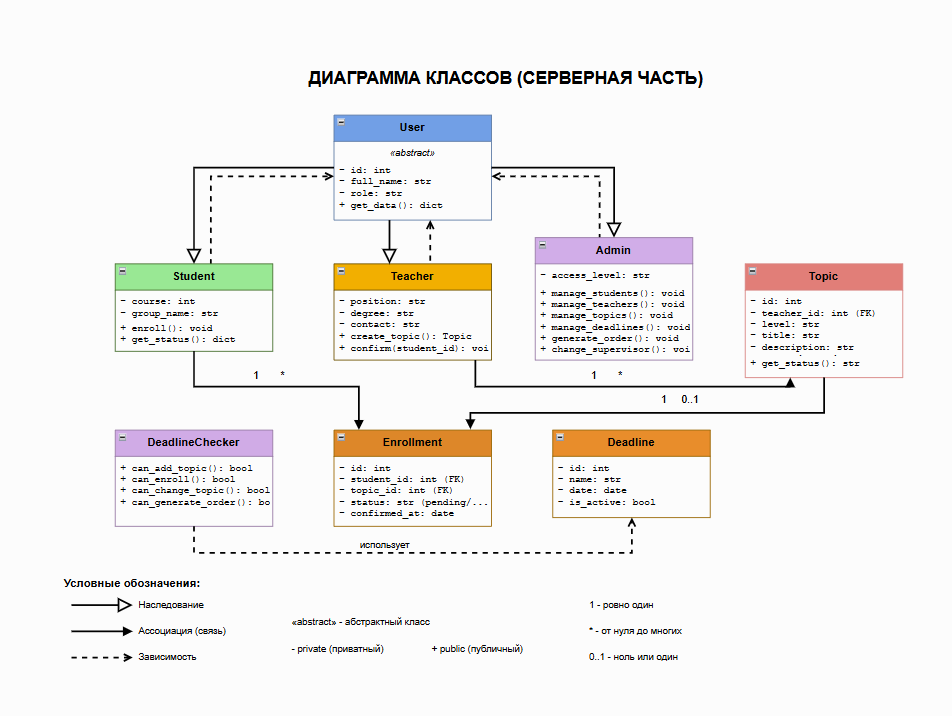 ДИАГРАММА КЛАССОВ (СЕРВЕРНАЯ ЧАСТЬ)
User
«abstract»
- id: int
- full_name: str
- role: str
+ get_data(): dict
Student
- course: int
- group_name: str
+ enroll(): void
+ get_status(): dict
Teacher
- position: str
- degree: str
- contact: str
+ create_topic(): Topic
+ confirm(student_id): voi
Admin
- access_level: str
+ manage_students(): void
+ manage_teachers(): void
+ manage_topics(): void
+ manage_deadlines(): void
+ generate_order(): void
+ change_supervisor(): voi
Topic
- id: int
- teacher_id: int (FK)
- level: str
- title: str
- description: str
+ get_status(): str
1 *
1 *
1 0..1
DeadlineChecker
+ can_add_topic(): bool
+ can_enroll(): bool
+ can_change_topic(): bool
+ can_generate_order(): bo
Enrollment
- id: int
- student_id: int (FK)
- topic_id: int (FK)
- status: str (pending/...
- confirmed_at: date
Deadline
- id: int
- name: str
- date: date
- is_active: bool
использует
Условные обозначения:
Наследование
Ассоциация (связь)
Зависимость
«abstract» - абстрактный класс
- private (приватный) + public (публичный)
1 - ровно один
* - от нуля до многих
0..1 - ноль или один